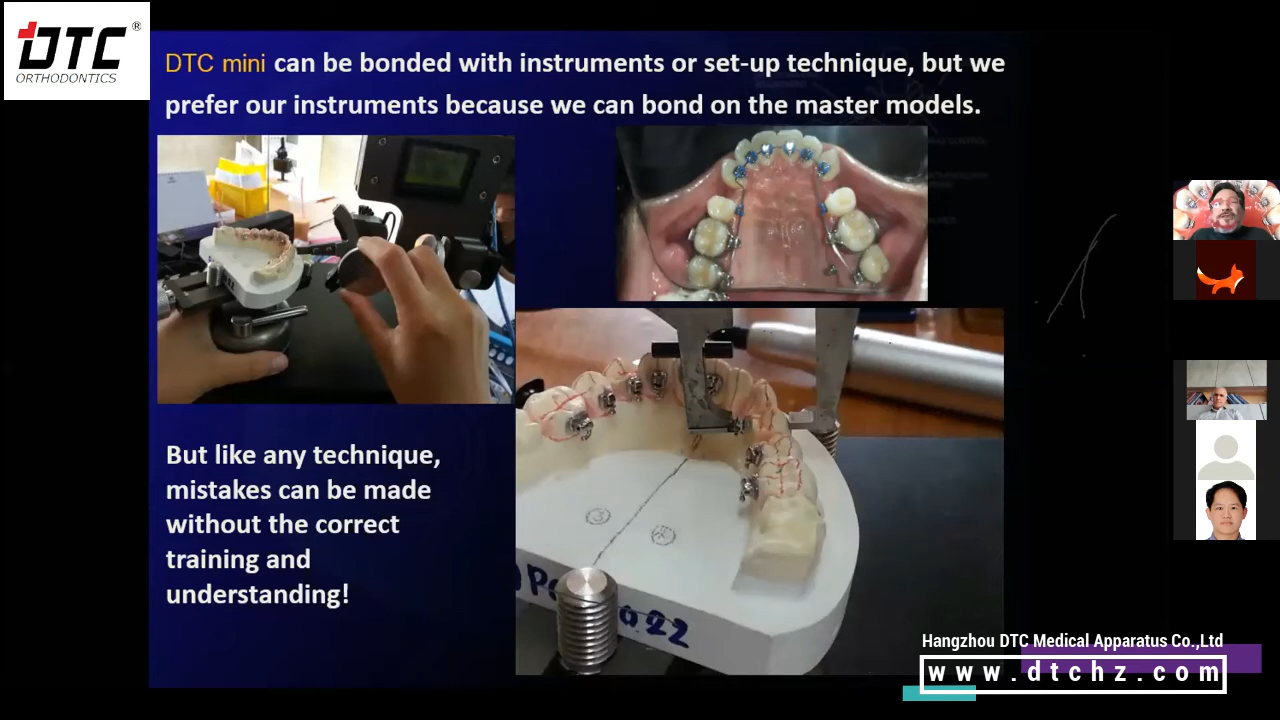 DTC®
ORTHODONTICS
DTC mini can be bonded with instruments or set-up technique, but we
prefer our instruments because we can bond on the master models.
But like any technique,
mistakes can be made
without the correct
training and
understanding!
022
Hangzhou DTC Medical Apparatus Co.,Ltd
www.dtchz.com